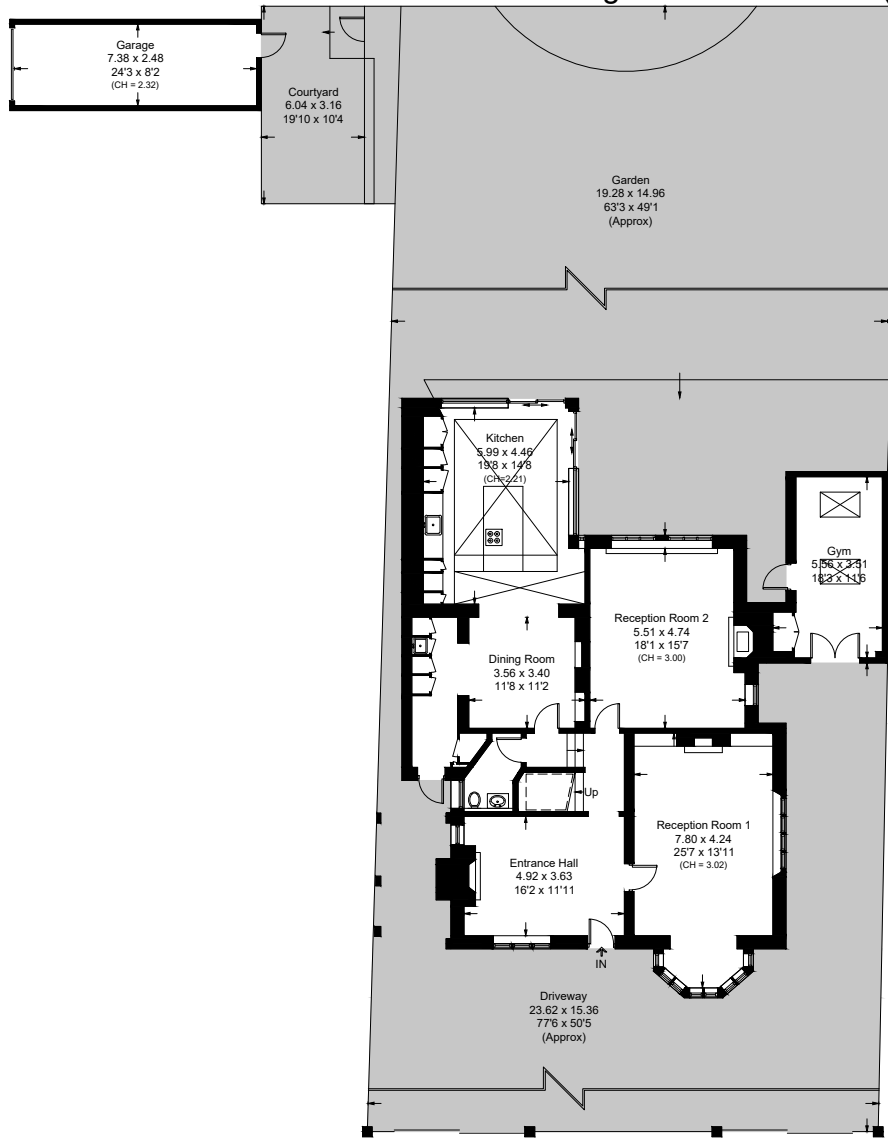 Garage
7.38 x 2.48
24'3 x 8'2
(CH = 2.32)
Courtyard
6.04 x 3.16
19'10 x 10'4
Garden
19.28 x 14.96
63'3 x 49'1
(Approx)
Kitchen
5.99 x 4.46
19'8 x 14'8
(CH=2.21)
Gym
5.56 x 3.51
18'3 x 11'6
Reception Room 2
5.51 x 4.74
18'1 x 15'7
(CH = 3.00)
Dining Room
3.56 x 3.40
11'8 x 11'2
Up
Reception Room 1
7.80 x 4.24
25'7 x 13'11
(CH = 3.02)
Entrance Hall
4.92 x 3.63
16'2 x 11'11
IN
Driveway
23.62 x 15.36
77'6 x 50'5
(Approx)